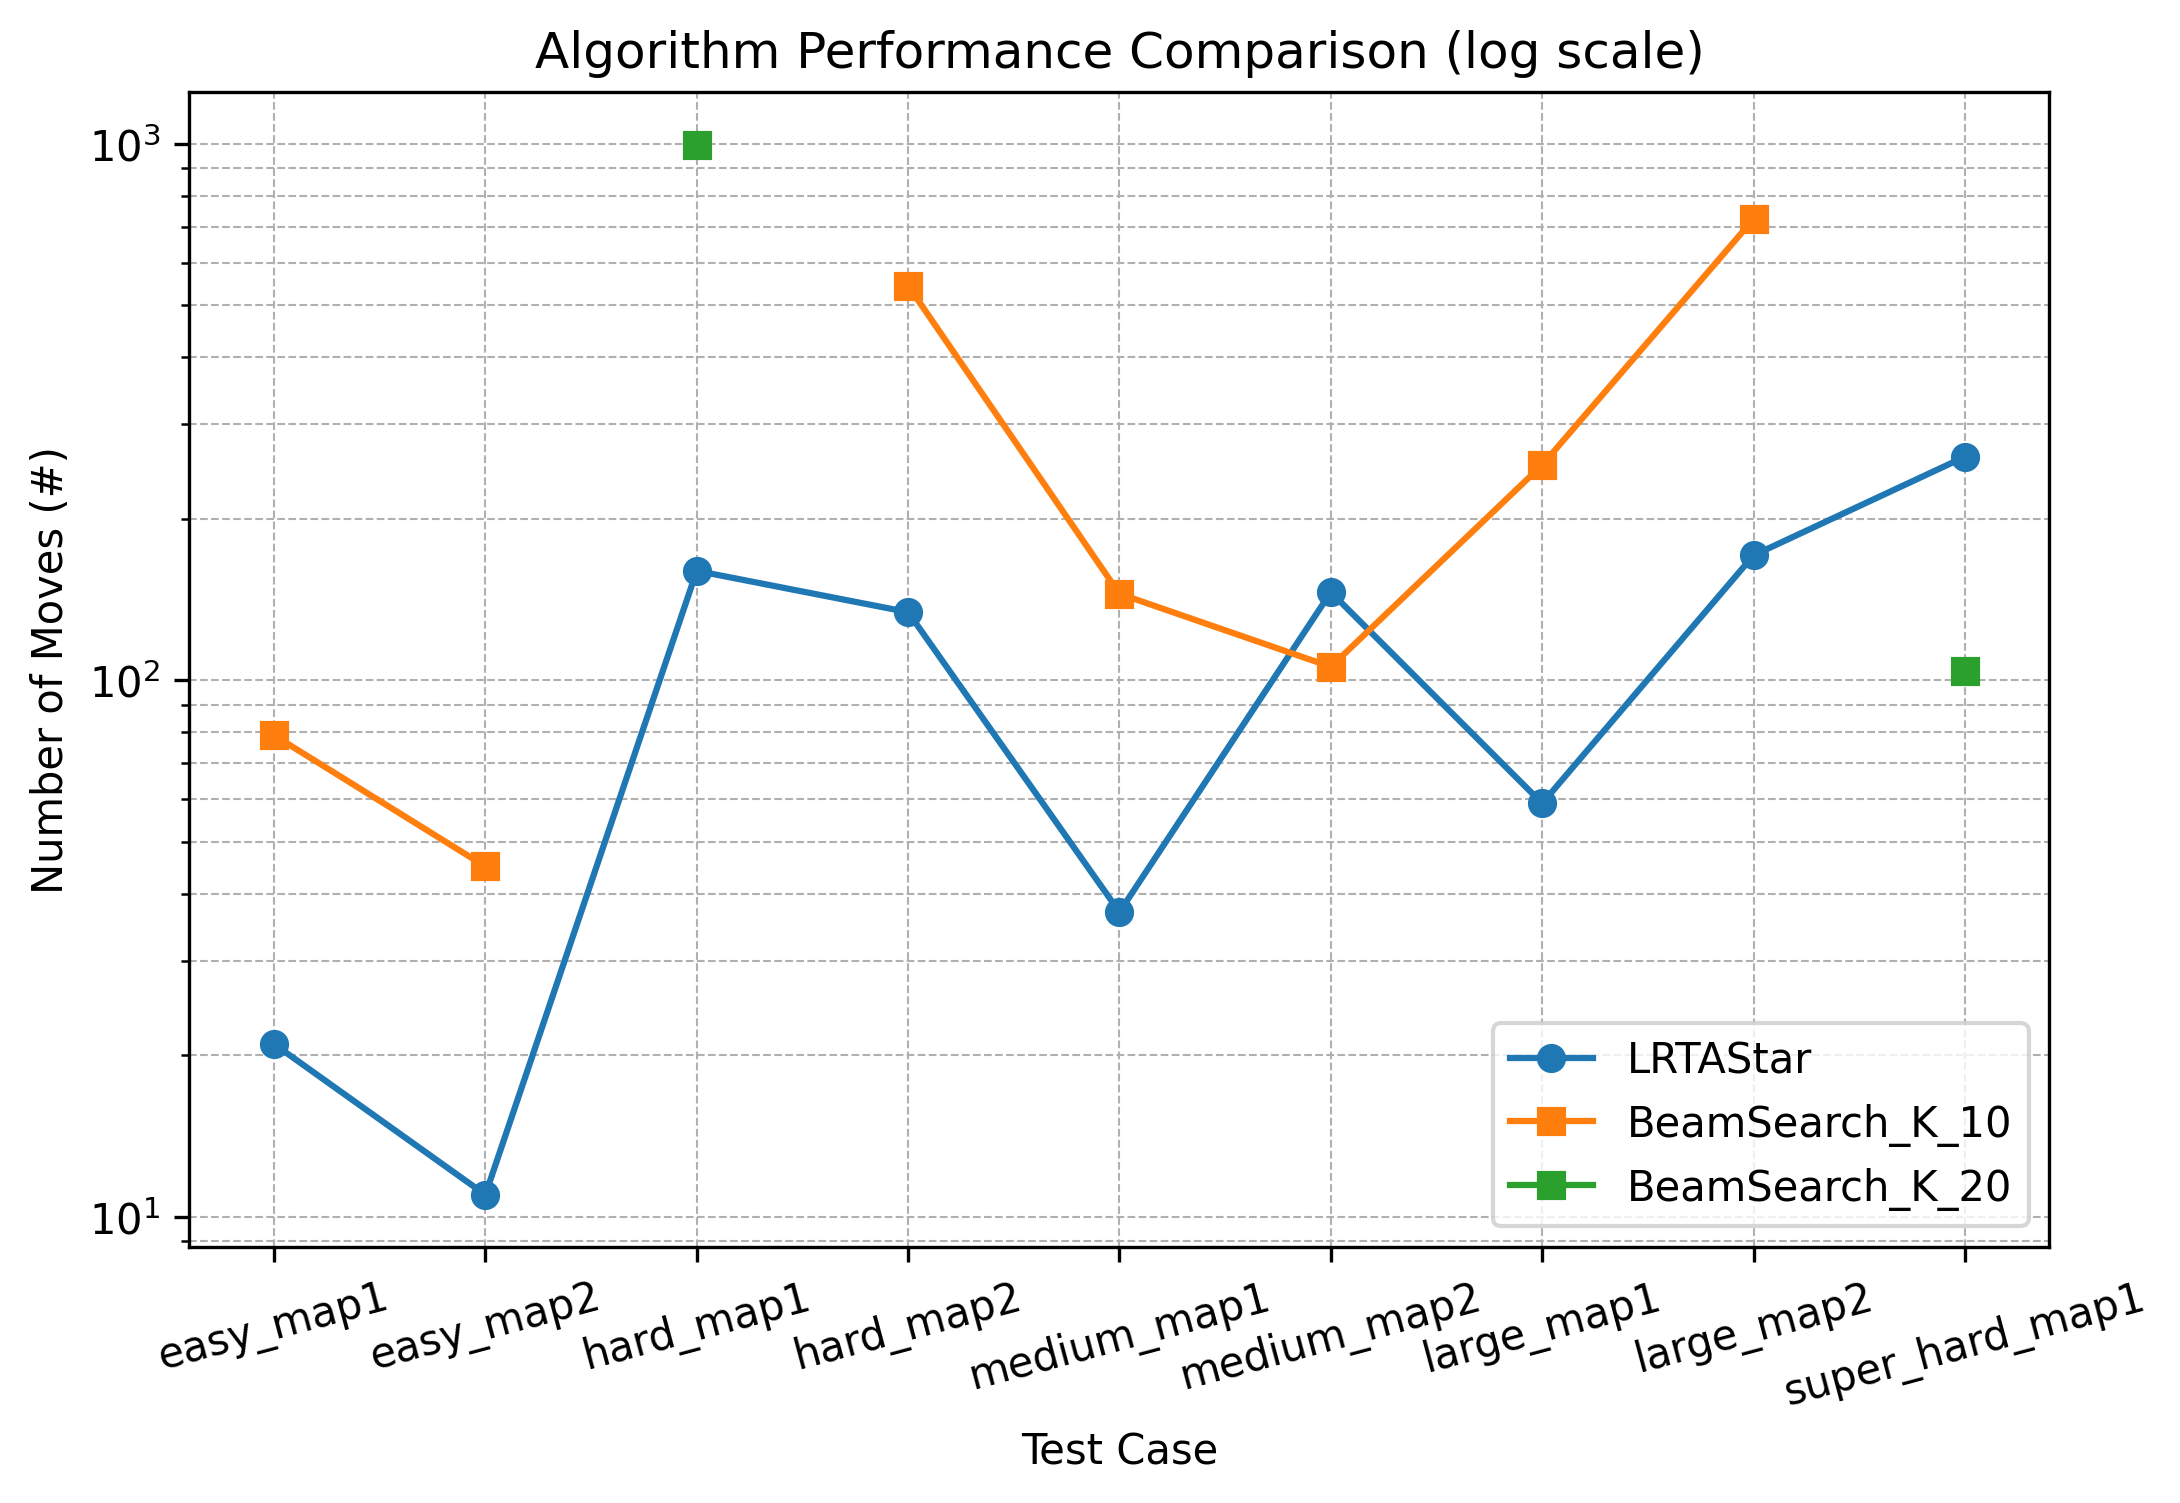 Algorithm Performance Comparison (log scale)
Number of Moves (#)
10³
10²
10¹
LRTAStar
BeamSearch_K_10
BeamSearch_K_20
easy_map1
easy_map2
hard_map1
hard_map2
medium_map1
medium_map2
large_map1
large_map2
super_hard_map1
Test Case